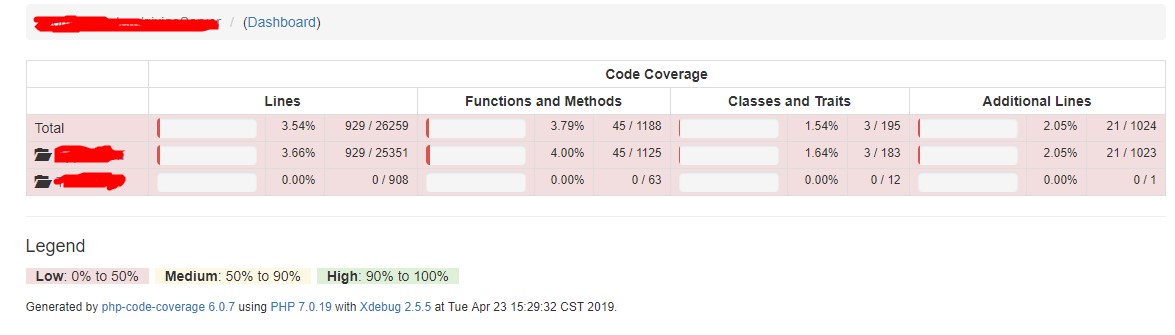 / (Dashboard)
Code Coverage
Lines Functions and Methods Classes and Traits Additional Lines
Total 3.54% 929 / 26259 3.79% 45 / 1188 1.54% 3 / 195 2.05% 21 / 1024
3.66% 929 / 25351 4.00% 45 / 1125 1.64% 3 / 183 2.05% 21 / 1023
0.00% 0 / 908 0.00% 0 / 63 0.00% 0 / 12 0.00% 0 / 1
Legend
Low: 0% to 50% Medium: 50% to 90% High: 90% to 100%
Generated by php-code-coverage 6.0.7 using PHP 7.0.19 with Xdebug 2.5.5 at Tue Apr 23 15:29:32 CST 2019.